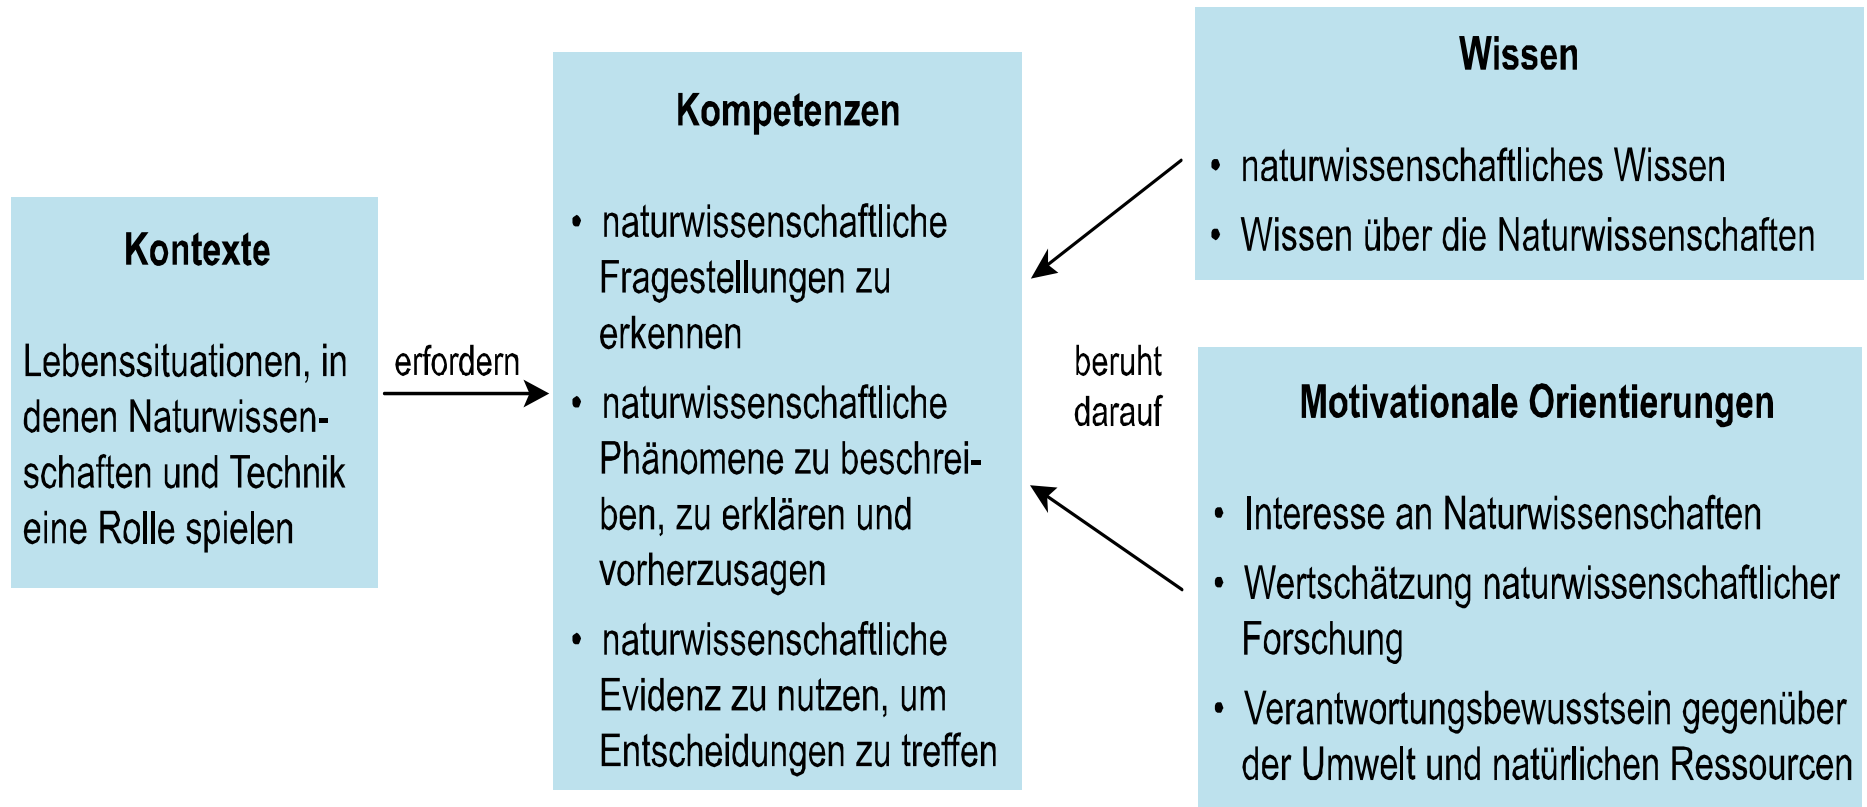 Kontexte
Lebenssituationen, in
denen Naturwissen-
schaften und Technik
eine Rolle spielen
erfordern
Kompetenzen
• naturwissenschaftliche
Fragestellungen zu
erkennen
• naturwissenschaftliche
Phänomene zu beschrei-
ben, zu erklären und
vorherzusagen
• naturwissenschaftliche
Evidenz zu nutzen, um
Entscheidungen zu treffen
beruht
darauf
Wissen
• naturwissenschaftliches Wissen
• Wissen über die Naturwissenschaften
Motivationale Orientierungen
• Interesse an Naturwissenschaften
• Wertschätzung naturwissenschaftlicher
Forschung
• Verantwortungsbewusstsein gegenüber
der Umwelt und natürlichen Ressourcen